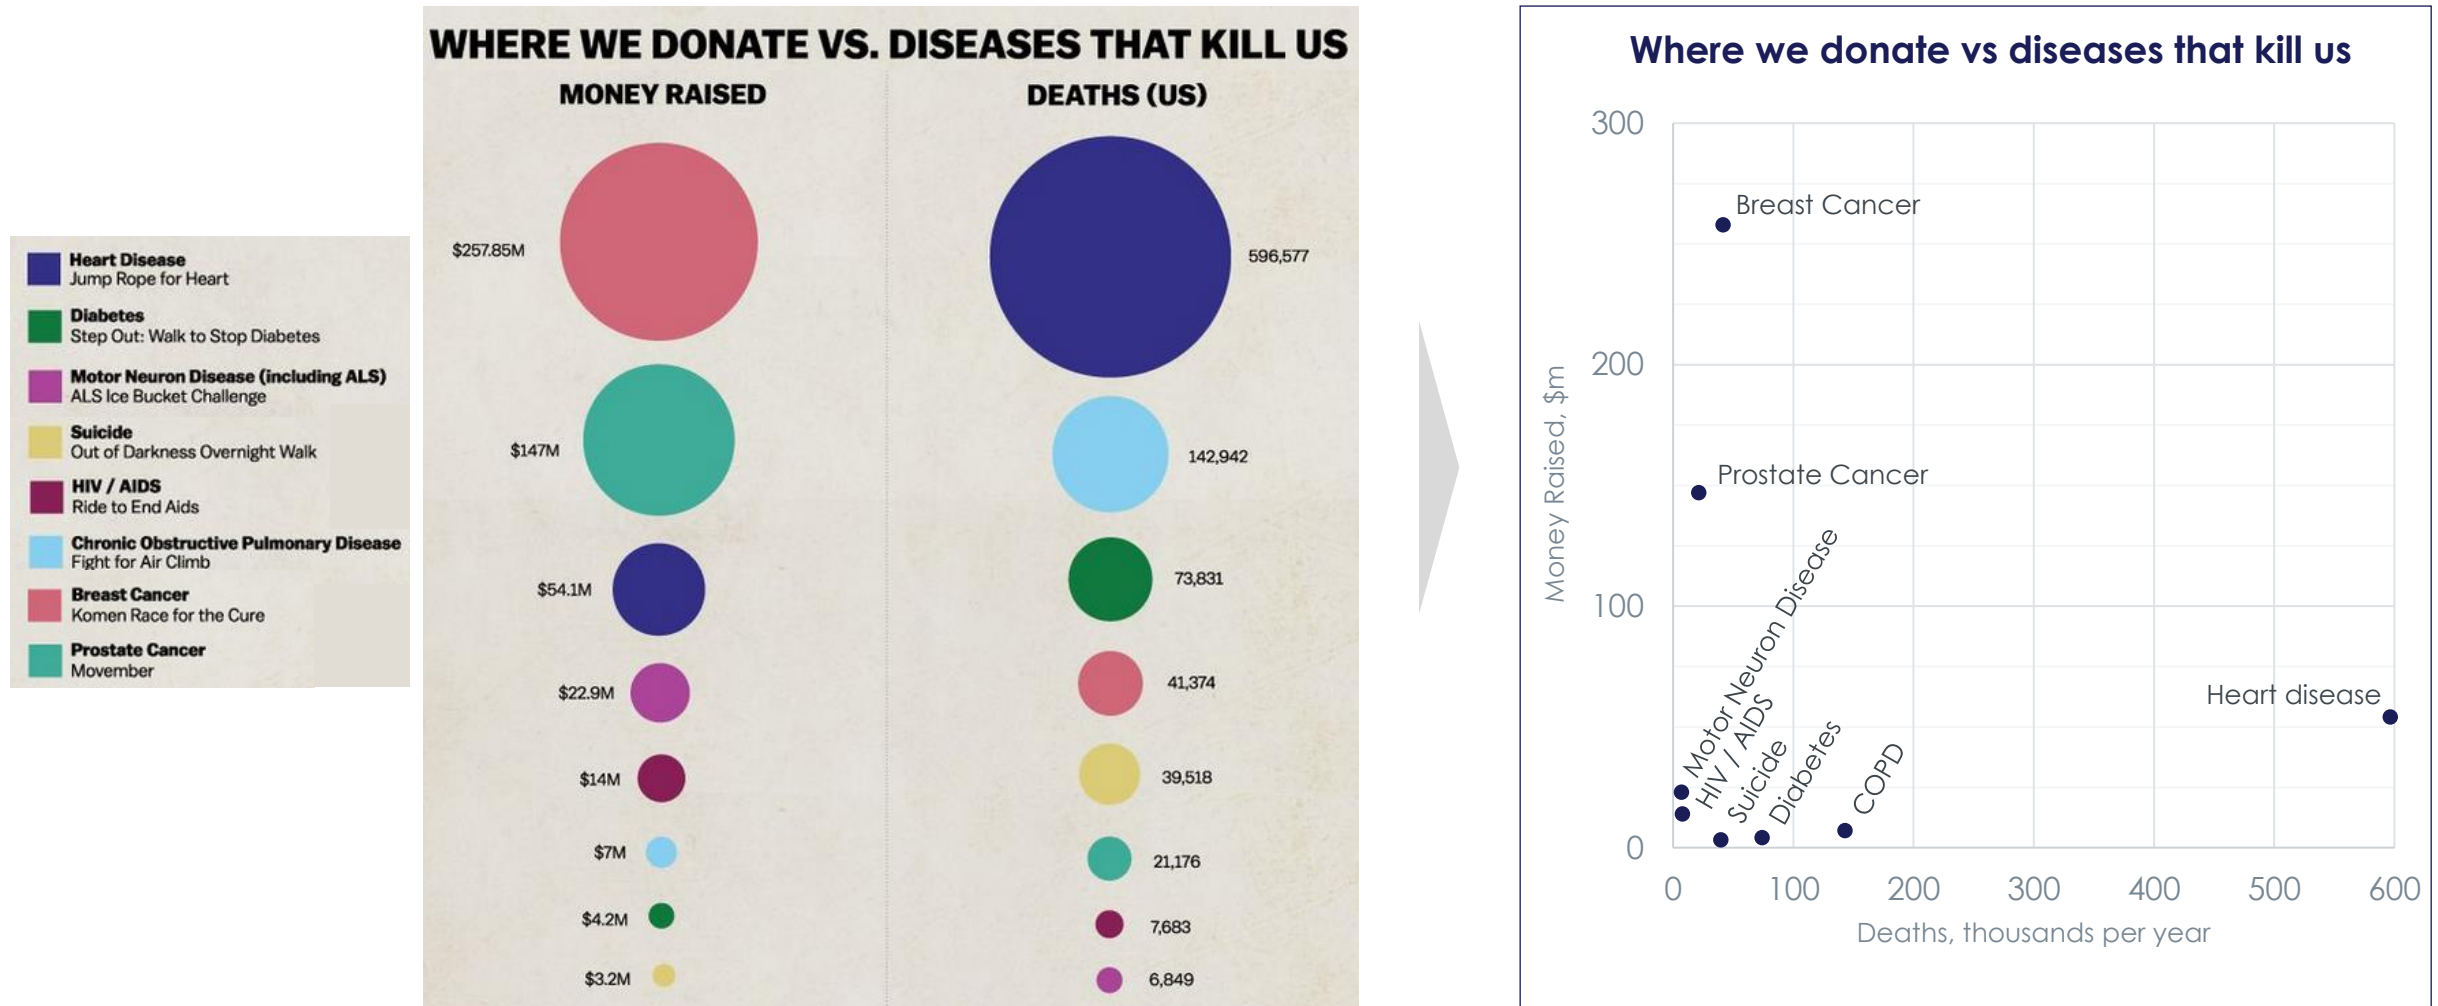 Heart Disease
Jump Rope for Heart
Diabetes
Step Out: Walk to Stop Diabetes
Motor Neuron Disease (including ALS)
ALS Ice Bucket Challenge
Suicide
Out of Darkness Overnight Walk
HIV / AIDS
Ride to End Aids
Chronic Obstructive Pulmonary Disease
Fight for Air Climb
Breast Cancer
Komen Race for the Cure
Prostate Cancer
Movember
WHERE WE DONATE VS. DISEASES THAT KILL US
MONEY RAISED
$257.85M
$147M
$54.1M
$22.9M
$14M
$7M
$4.2M
$3.2M
DEATHS (US)
596,577
142,942
73,831
41,374
39,518
21,176
7,683
6,849
Where we donate vs diseases that kill us
Money Raised, $m
300
200
100
0
Breast Cancer
Prostate Cancer
Motor Neuron Disease
HIV / AIDS
Suicide
Diabetes
COPD
Heart disease
0 100 200 300 400 500 600
Deaths, thousands per year